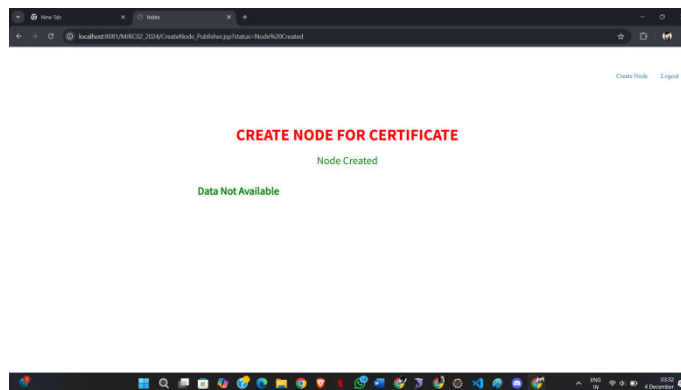 New Tab
Index
localhost:8081/MJBC02_2024/CreateNode_Publisher.jsp?status=Node%20Created
Create Node Logout
CREATE NODE FOR CERTIFICATE
Node Created
Data Not Available
ENG
IN
03:32
4 December